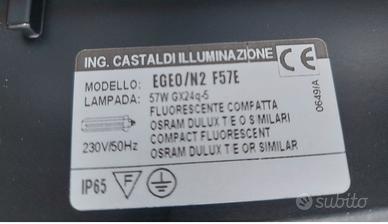 ING. CASTALDI ILLUMINAZIONE
MODELLO: EGEO/N2 F57E
LAMPADA: 57W GX24q-5
FLUORESCENTE COMPATTA
OSRAM DULUX T E O SIMILARI
COMPACT FLUORESCENT
OSRAM DULUX T/E OR SIMILAR
230V/50Hz
IP65 F
CE
0649/A
subito